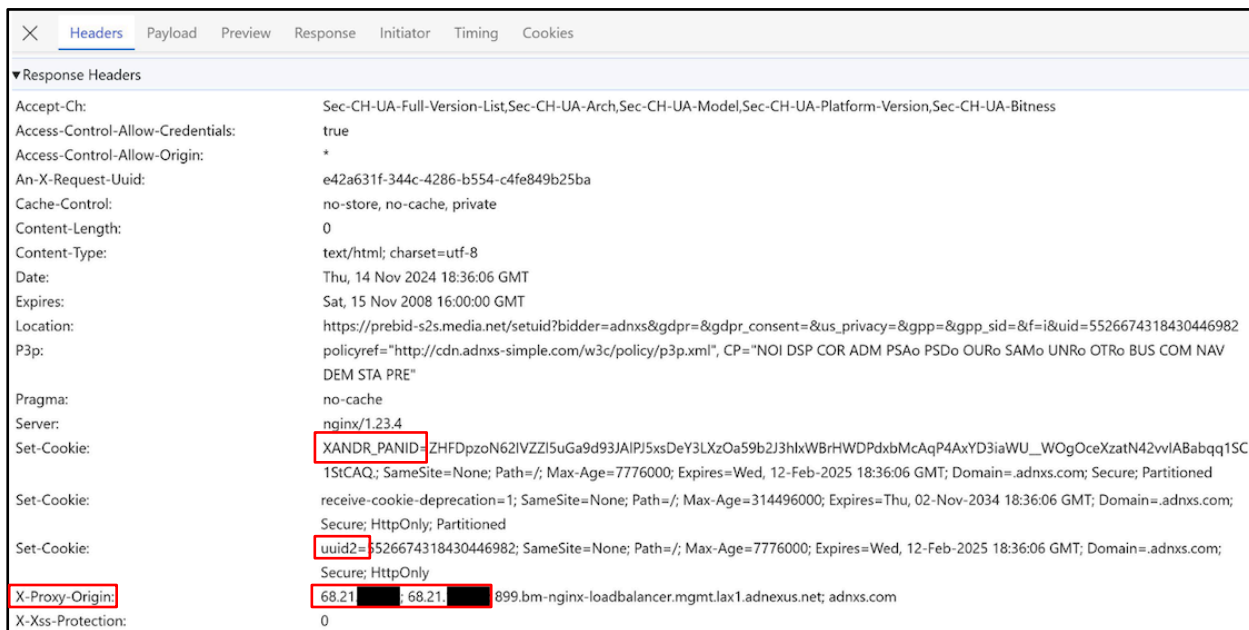 Headers Payload Preview Response Initiator Timing Cookies
▼Response Headers
Accept-Ch: Sec-CH-UA-Full-Version-List,Sec-CH-UA-Arch,Sec-CH-UA-Model,Sec-CH-UA-Platform-Version,Sec-CH-UA-Bitness
Access-Control-Allow-Credentials: true
Access-Control-Allow-Origin: *
An-X-Request-Uuid: e42a631f-344c-4286-b554-c4fe849b25ba
Cache-Control: no-store, no-cache, private
Content-Length: 0
Content-Type: text/html; charset=utf-8
Date: Thu, 14 Nov 2024 18:36:06 GMT
Expires: Sat, 15 Nov 2008 16:00:00 GMT
Location: https://prebid-s2s.media.net/setuid?bidder=adnxs&gdpr=&gdpr_consent=&us_privacy=&gpp=&gpp_sid=&f=i&uid=5526674318430446982
P3p: policyref="http://cdn.adnxs-simple.com/w3c/policy/p3p.xml", CP="NOI DSP COR ADM PSAo PSDo OURo SAMo UNRo OTRo BUS COM NAV
DEM STA PRE"
Pragma: no-cache
Server: nginx/1.23.4
Set-Cookie: XANDR_PANID=ZHFDpzoN62IVZZl5uGa9d93JAlPJ5xsDeY3LXzOa59b2J3hIxWBrHWDPdxbMcAqP4AxYD3iaWU__WOgOceXzatN42vvIABabqq1SC
1StCAQ.; SameSite=None; Path=/; Max-Age=7776000; Expires=Wed, 12-Feb-2025 18:36:06 GMT; Domain=.adnxs.com; Secure; Partitioned
Set-Cookie: receive-cookie-deprecation=1; SameSite=None; Path=/; Max-Age=314496000; Expires=Thu, 02-Nov-2034 18:36:06 GMT; Domain=.adnxs.com;
Secure; HttpOnly; Partitioned
Set-Cookie: uuid2=5526674318430446982; SameSite=None; Path=/; Max-Age=7776000; Expires=Wed, 12-Feb-2025 18:36:06 GMT; Domain=.adnxs.com;
Secure; HttpOnly
X-Proxy-Origin: 68.21. ; 68.21. 899.bm-nginx-loadbalancer.mgmt.lax1.adnexus.net; adnxs.com
X-Xss-Protection: 0